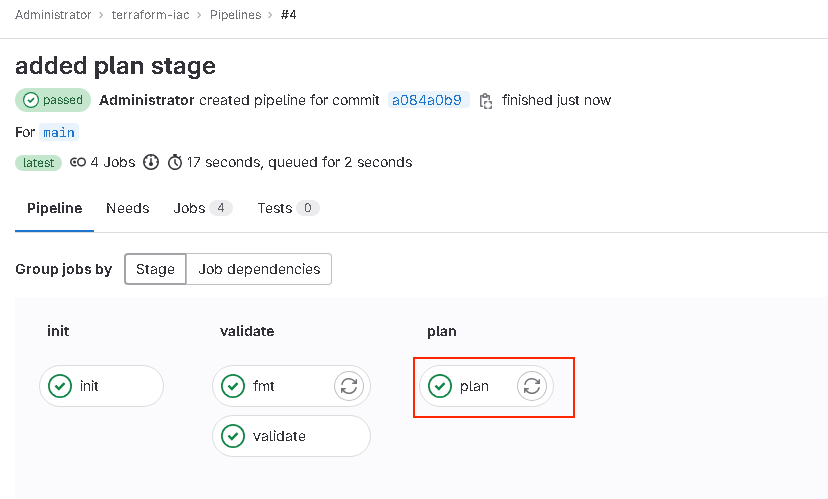 Administrator > terraform-iac > Pipelines > #4
added plan stage
passed Administrator created pipeline for commit a084a0b9 finished just now
For main
latest 4 Jobs 17 seconds, queued for 2 seconds
Pipeline Needs Jobs 4 Tests 0
Group jobs by Stage Job dependencies
init validate plan
init fmt plan
validate